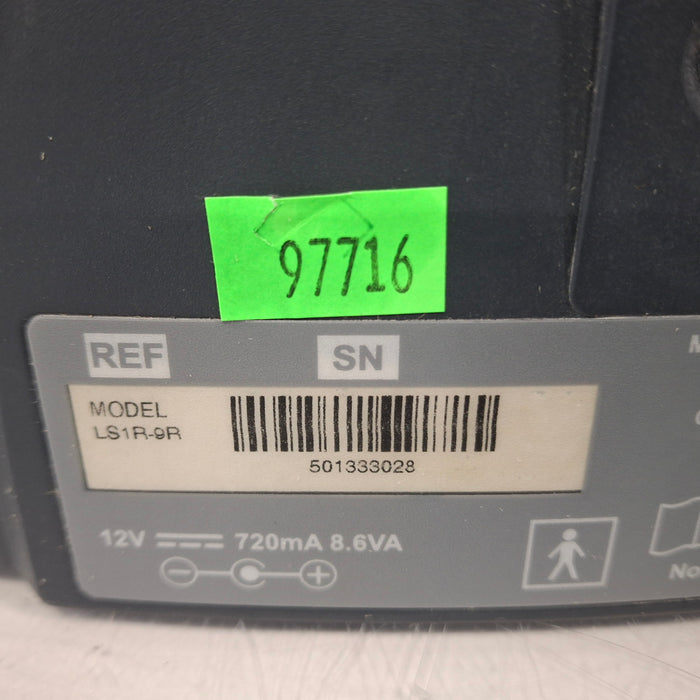 97716
REF SN
MODEL
LS1R-9R
501333028
12V 720mA 8.6VA